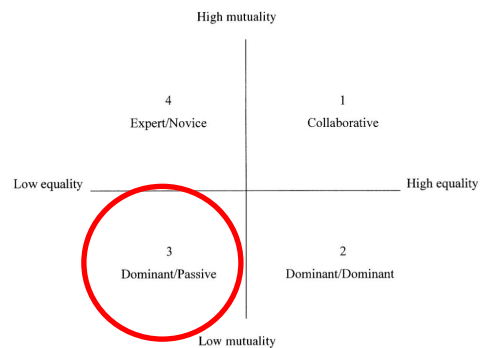 High mutuality
4
Expert/Novice
1
Collaborative
Low equality
High equality
3
Dominant/Passive
2
Dominant/Dominant
Low mutuality